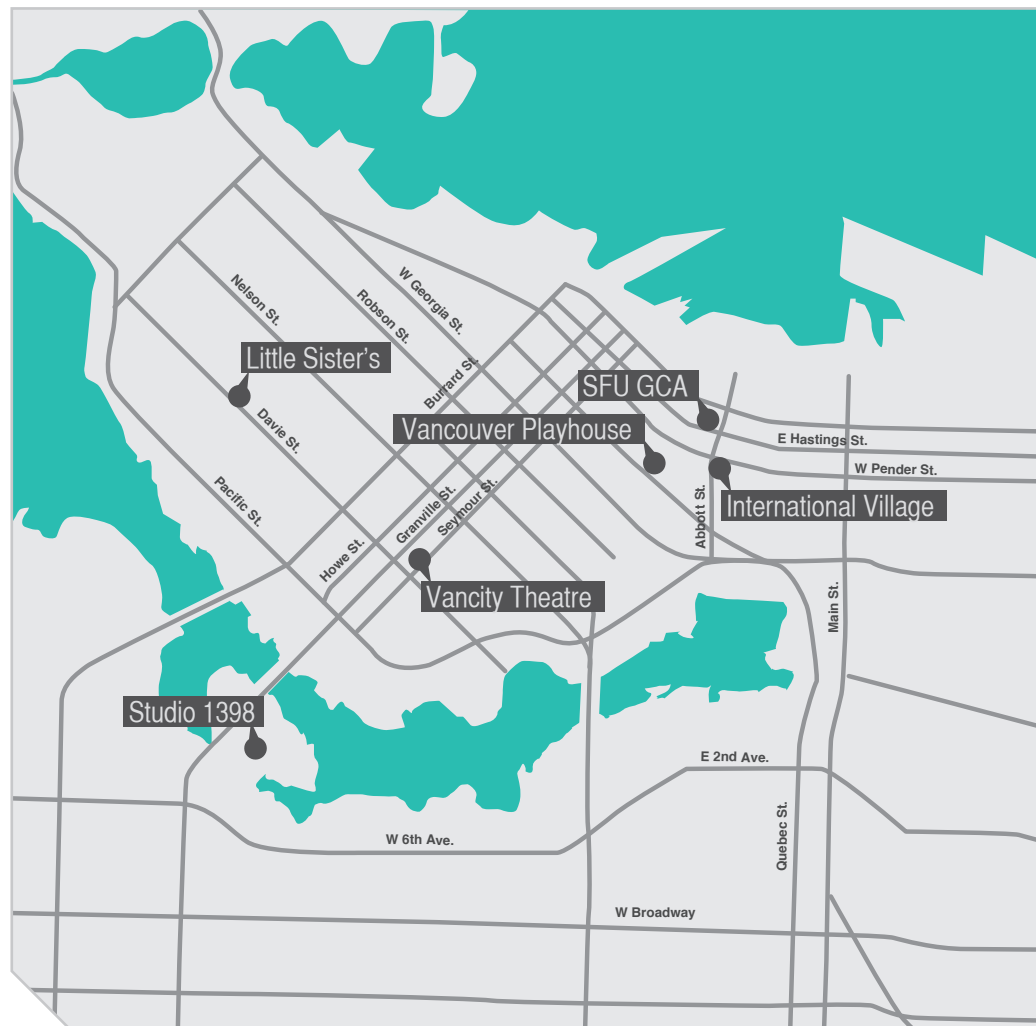 W Georgia St.
Nelson St.
Robson St.
Little Sister's
Burrard St.
SFU GCA
Davie St.
Vancouver Playhouse
E Hastings St.
W Pender St.
Pacific St.
Granville St.
Seymour St.
Abbott St.
International Village
Howe St.
Vancity Theatre
Main St.
Studio 1398
E 2nd Ave.
W 6th Ave.
Quebec St.
W Broadway